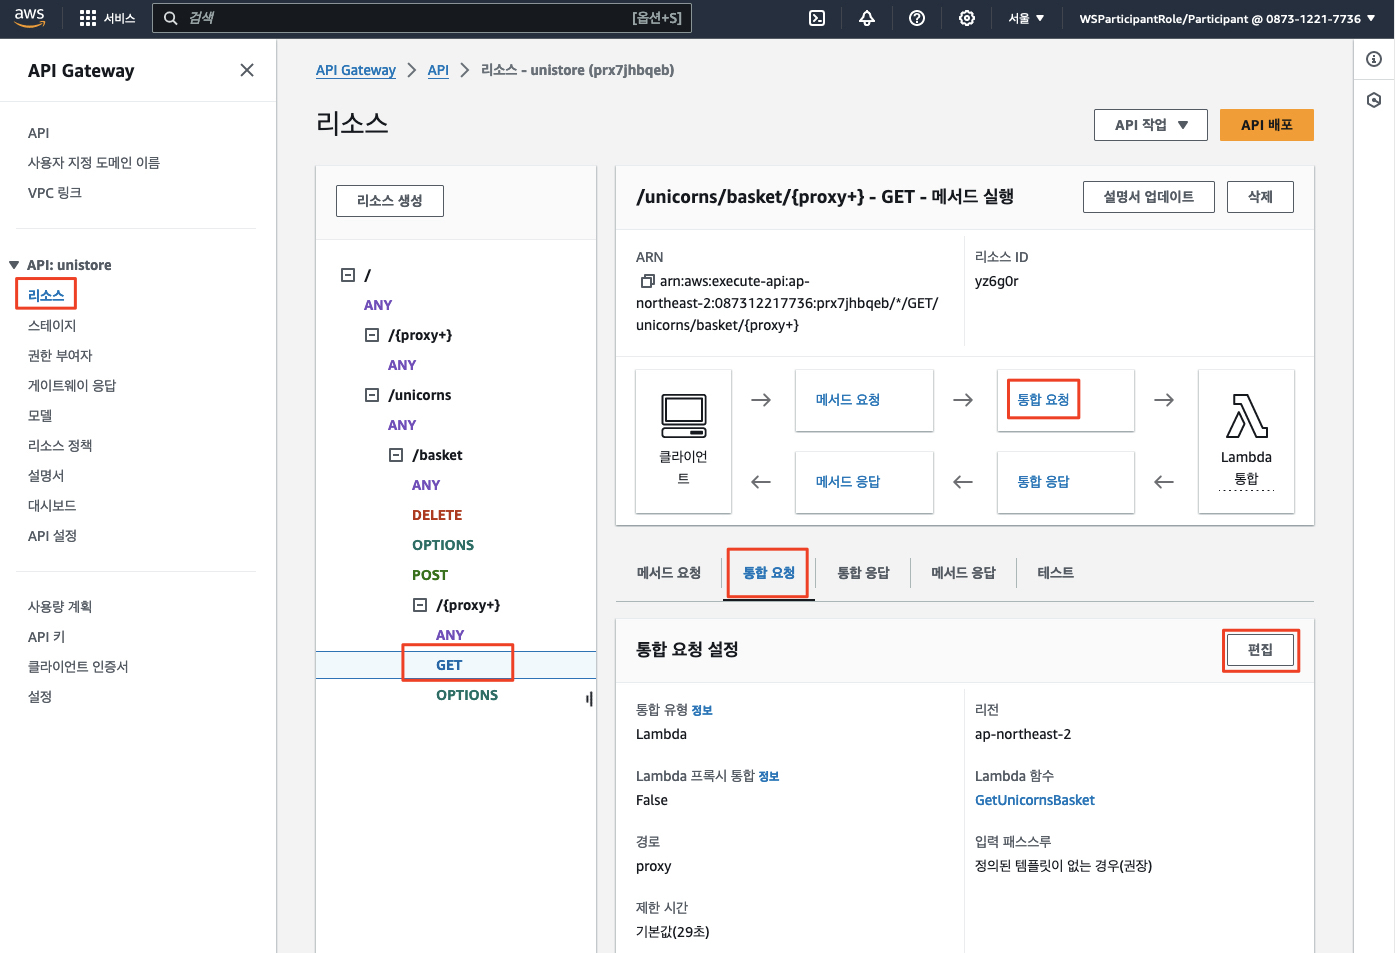 aws
서비스
검색
[옵션+S]
서울 ▼
WSParticipantRole/Participant @ 0873-1221-7736 ▼
API Gateway
API
사용자 지정 도메인 이름
VPC 링크
▼ API: unistore
리소스
스테이지
권한 부여자
게이트웨이 응답
모델
리소스 정책
설명서
대시보드
API 설정
사용량 계획
API 키
클라이언트 인증서
설정
API Gateway > API > 리소스 - unistore (prx7jhbqeb)
리소스
API 작업 ▼
API 배포
리소스 생성
/
ANY
/{proxy+}
ANY
/unicorns
ANY
/basket
ANY
DELETE
OPTIONS
POST
/{proxy+}
ANY
GET
OPTIONS
/unicorns/basket/{proxy+} - GET - 메서드 실행
설명서 업데이트
삭제
ARN
arn:aws:execute-api:ap-
northeast-2:087312217736:prx7jhbqeb/*/GET/
unicorns/basket/{proxy+}
리소스 ID
yz6g0r
클라이언
트
→
메서드 요청
→
통합 요청
→
←
메서드 응답
←
통합 응답
←
Lambda
통합
메서드 요청
통합 요청
통합 응답
메서드 응답
테스트
통합 요청 설정
편집
통합 유형 정보
Lambda
리전
ap-northeast-2
Lambda 프록시 통합 정보
False
Lambda 함수
GetUnicornsBasket
경로
proxy
입력 패스스루
정의된 템플릿이 없는 경우(권장)
제한 시간
기본값(29초)